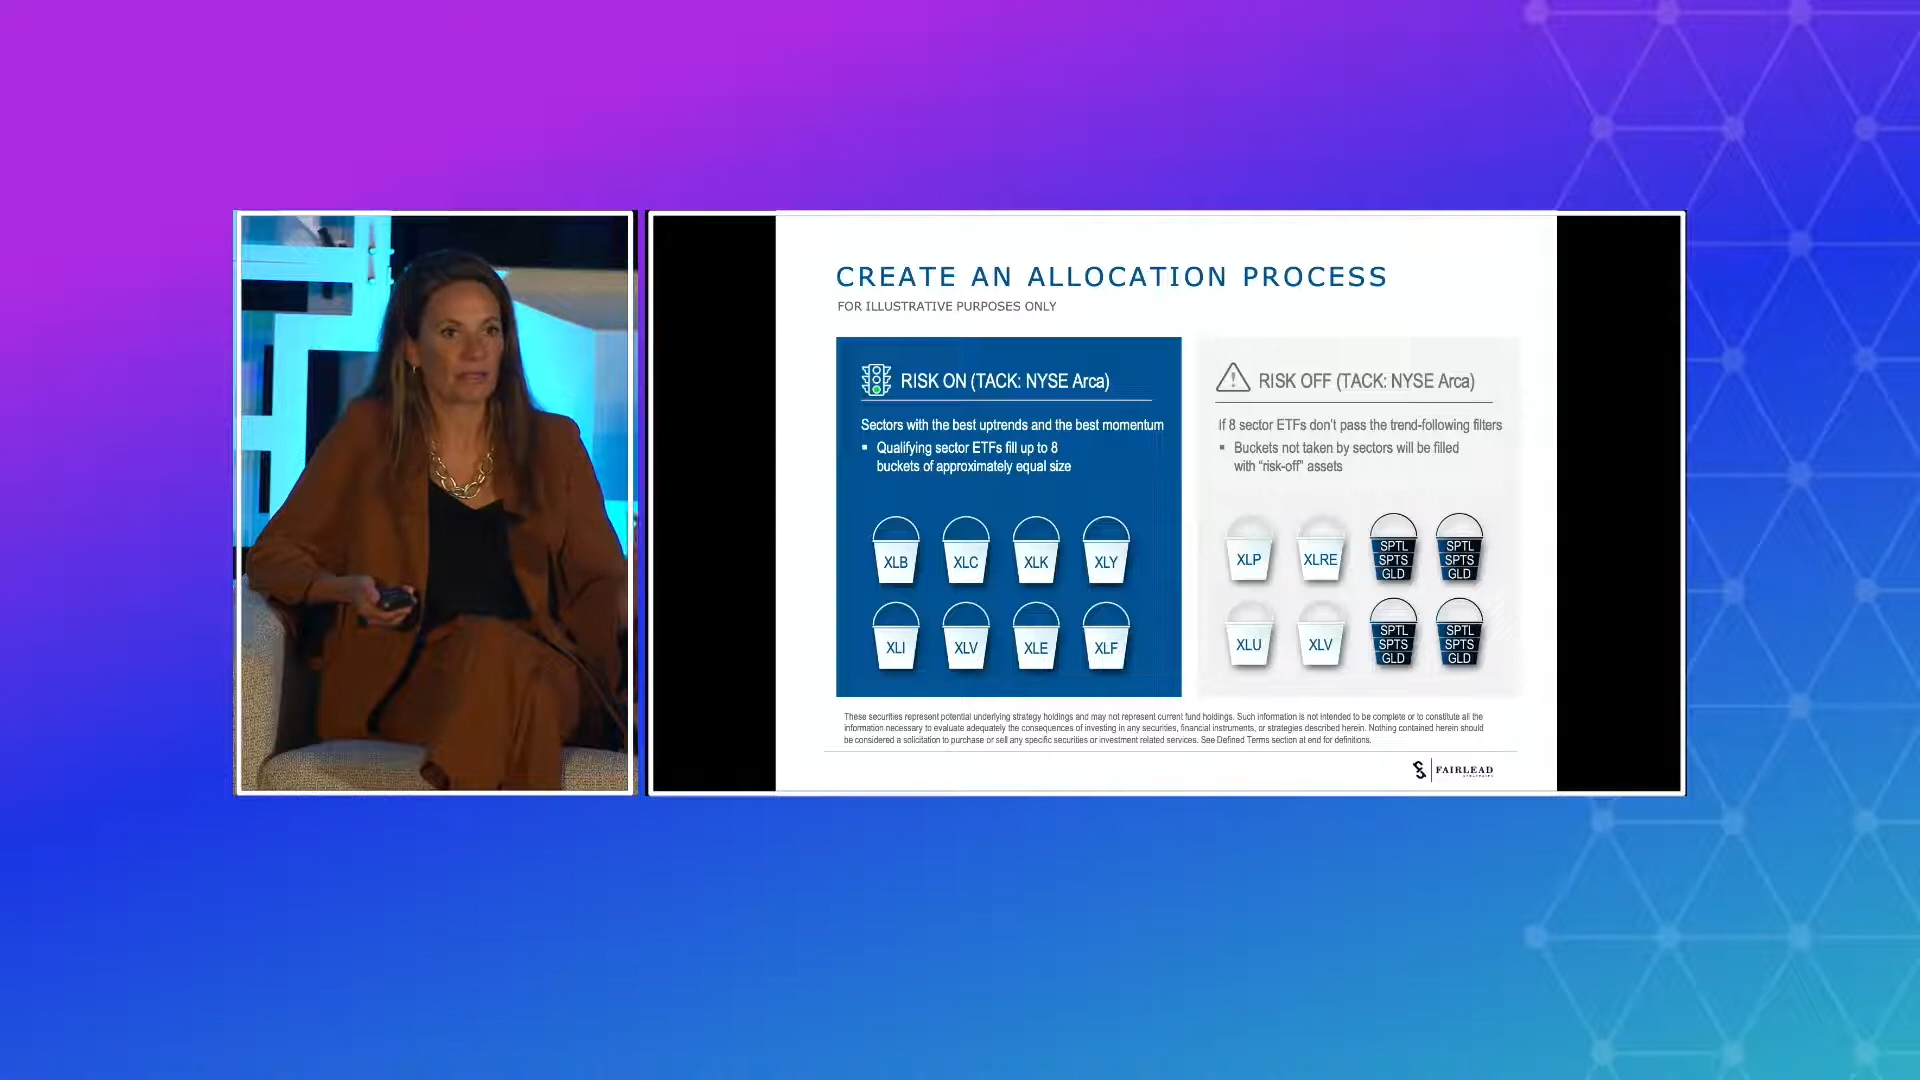 CREATE AN ALLOCATION PROCESS
FOR ILLUSTRATIVE PURPOSES ONLY
RISK ON (TACK: NYSE Arca)
Sectors with the best uptrends and the best momentum
▪ Qualifying sector ETFs fill up to 8
buckets of approximately equal size
XLB XLC XLK XLY
XLI XLV XLE XLF
RISK OFF (TACK: NYSE Arca)
If 8 sector ETFs don't pass the trend-following filters
▪ Buckets not taken by sectors will be filled
with “risk-off” assets
XLP XLRE
SPTL SPTL
SPTS SPTS
GLD GLD
XLU XLV
SPTL SPTL
SPTS SPTS
GLD GLD
These securities represent potential underlying strategy holdings and may not represent current fund holdings. Such information is not intended to be complete or to constitute all the
information necessary to evaluate adequately the consequences of investing in any securities, financial instruments, or strategies described herein. Nothing contained herein should
be considered a solicitation to purchase or sell any specific securities or investment related services. See Defined Terms section at end for definitions.
FAIRLEAD